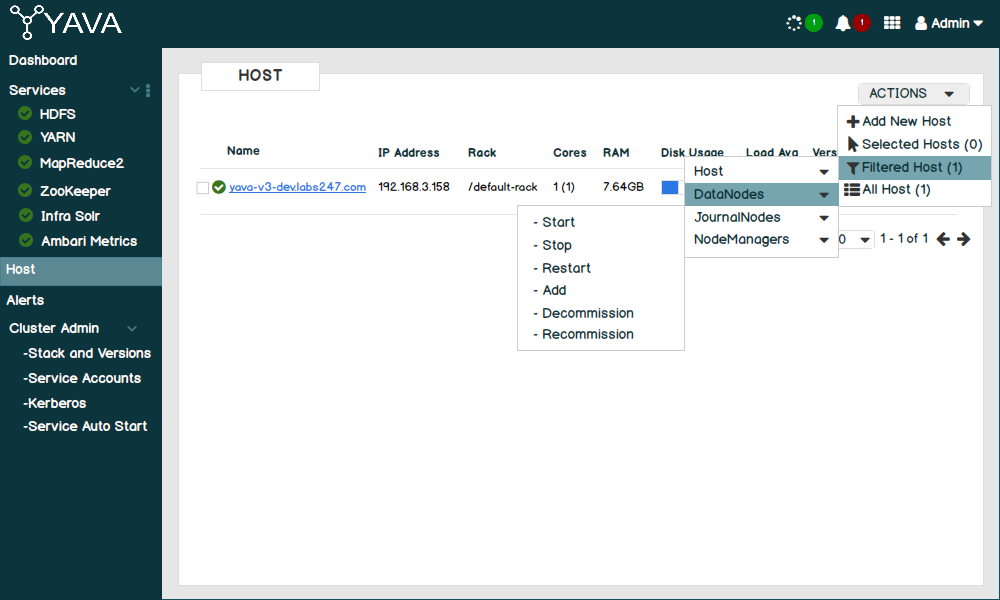 YAVA
1
1
Admin
Dashboard
Services
HDFS
YARN
MapReduce2
ZooKeeper
Infra Solr
Ambari Metrics
Host
Alerts
Cluster Admin
-Stack and Versions
-Service Accounts
-Kerberos
-Service Auto Start
HOST
ACTIONS
Add New Host
Selected Hosts (0)
Filtered Host (1)
All Host (1)
Name IP Address Rack Cores RAM Disk Usage Load Avg Vers
yava-v3-devlabs247.com 192.168.3.158 /default-rack 1 (1) 7.64GB
Host
DataNodes
JournalNodes
NodeManagers
- Start
- Stop
- Restart
- Add
- Decommission
- Recommission
0 1 - 1 of 1